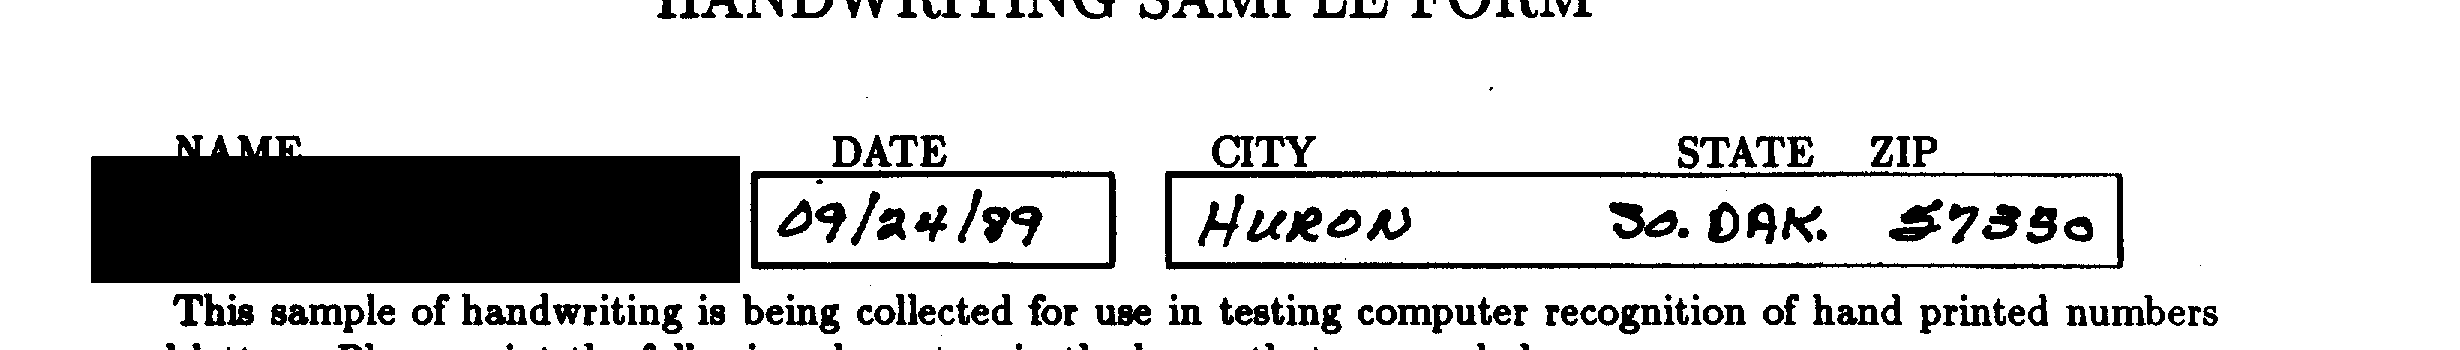 HANDWRITING SAMPLE FORM
NAME DATE CITY STATE ZIP
09/24/89 HURON SO. DAK. 57350
This sample of handwriting is being collected for use in testing computer recognition of hand printed numbers